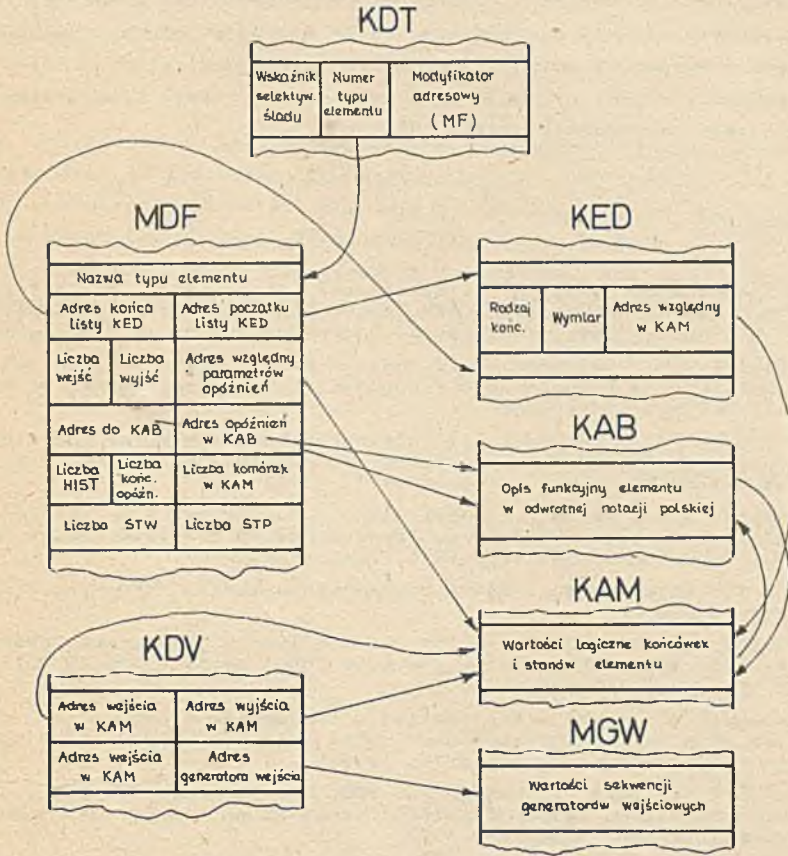 KDT
Wskaźnik
selektyw.
śladu
Numer
typu
elementu
Modyfikator
adresowy
(MF)
MDF
Nazwa typu elementu
Adres końca
listy KED
Adres początku
listy KED
Liczba
wejść
Liczba
wyjść
Adres względny
parametrów
opóźnień
Adres do KAB
Adres opóźnień
w KAB
Liczba
HIST
Liczba
końc.
opóźn.
Liczba komórek
w KAM
Liczba STW
Liczba STP
KED
Rodzaj
końc.
Wymiar
Adres względny
w KAM
KAB
Opis funkcyjny elementu
w odwrotnej notacji polskiej
KAM
Wartości logiczne końcówek
i stanów elementu
KDV
Adres wejścia
w KAM
Adres wyjścia
w KAM
Adres wejścia
w KAM
Adres
generatora wejścia
MGW
Wartości sekwencji
generatorów wejściowych